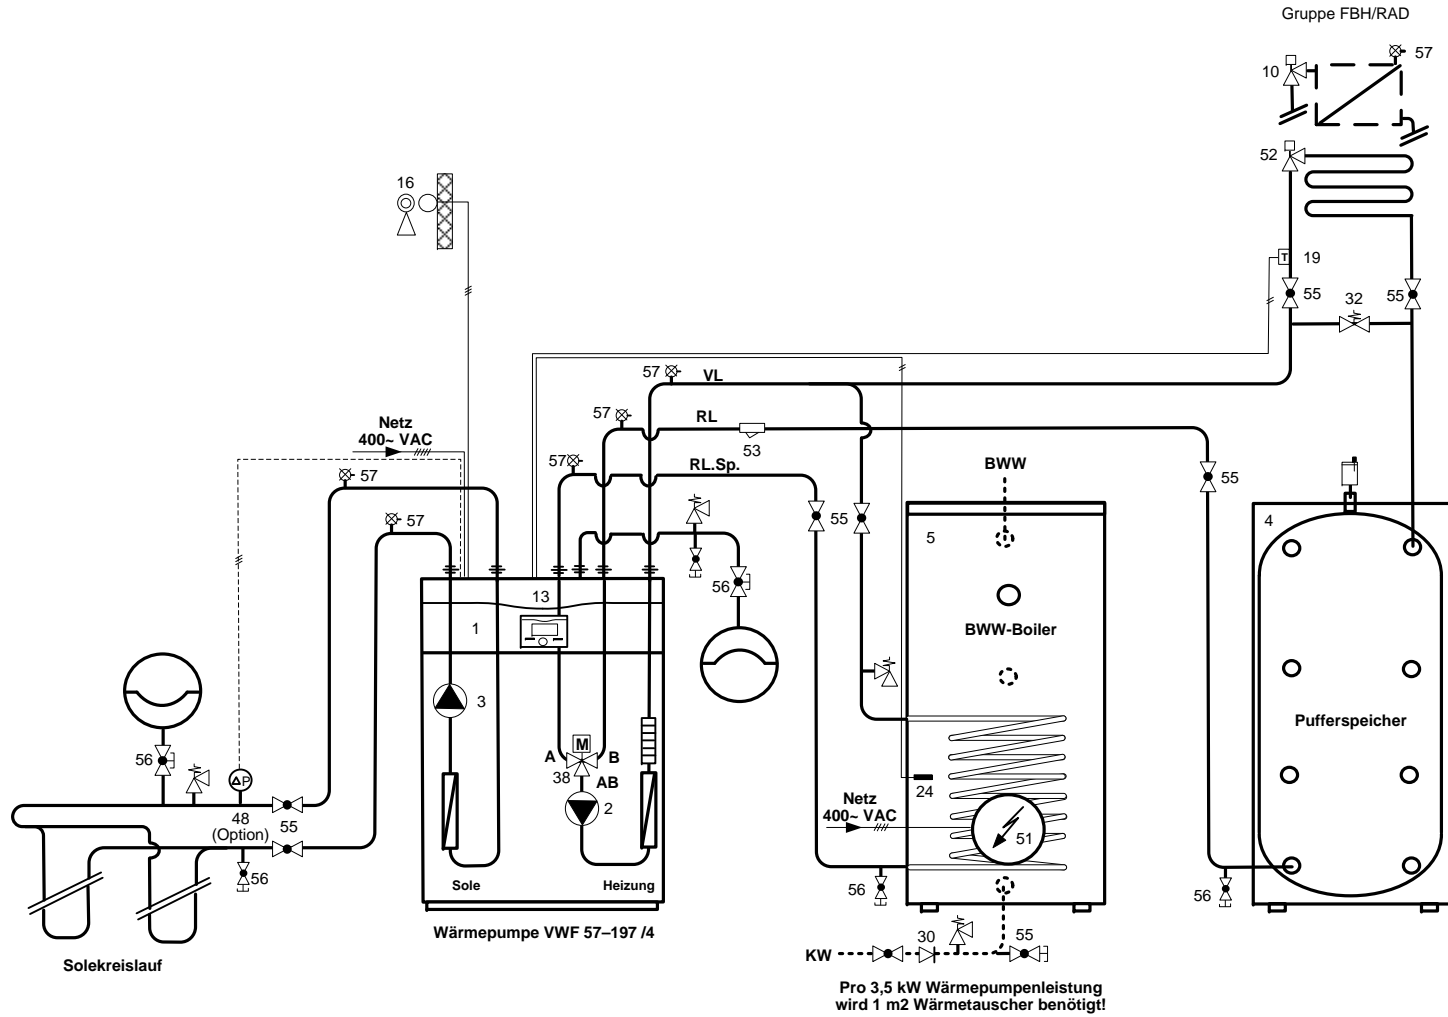 Gruppe FBH/RAD
57
10
52
16
19
55
55
32
57
VL
57
RL
Netz
400~ VAC
53
57
RL.Sp.
BWW
57
55
57
55
4
5
56
13
1
BWW-Boiler
3
M
A
B
38
AB
2
56
ΔP
48
(Option)
55
56
24
Netz
400~ VAC
51
Pufferspeicher
56
56
Sole
Heizung
Wärmepumpe VWF 57–197 /4
Solekreislauf
KW
30
55
Pro 3,5 kW Wärmepumpenleistung
wird 1 m2 Wärmetauscher benötigt!
T